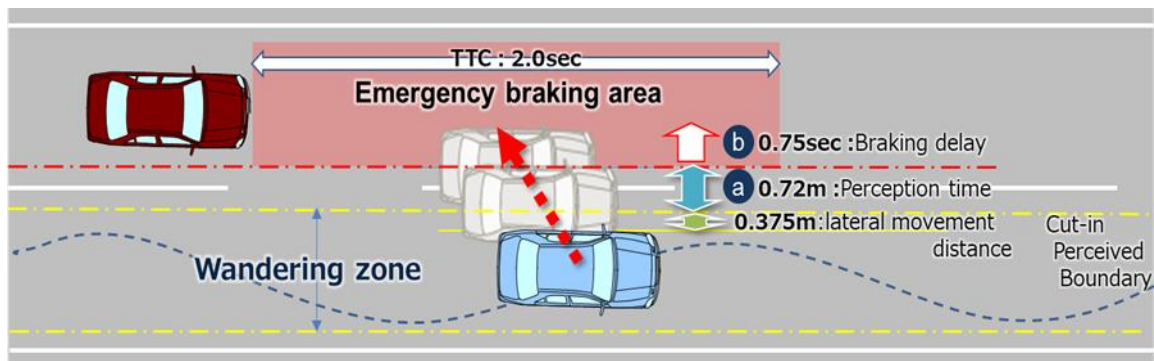 TTC : 2.0sec
Emergency braking area
b 0.75sec :Braking delay
a 0.72m :Perception time
0.375m:lateral movement
distance
Cut-in
Perceived
Boundary
Wandering zone